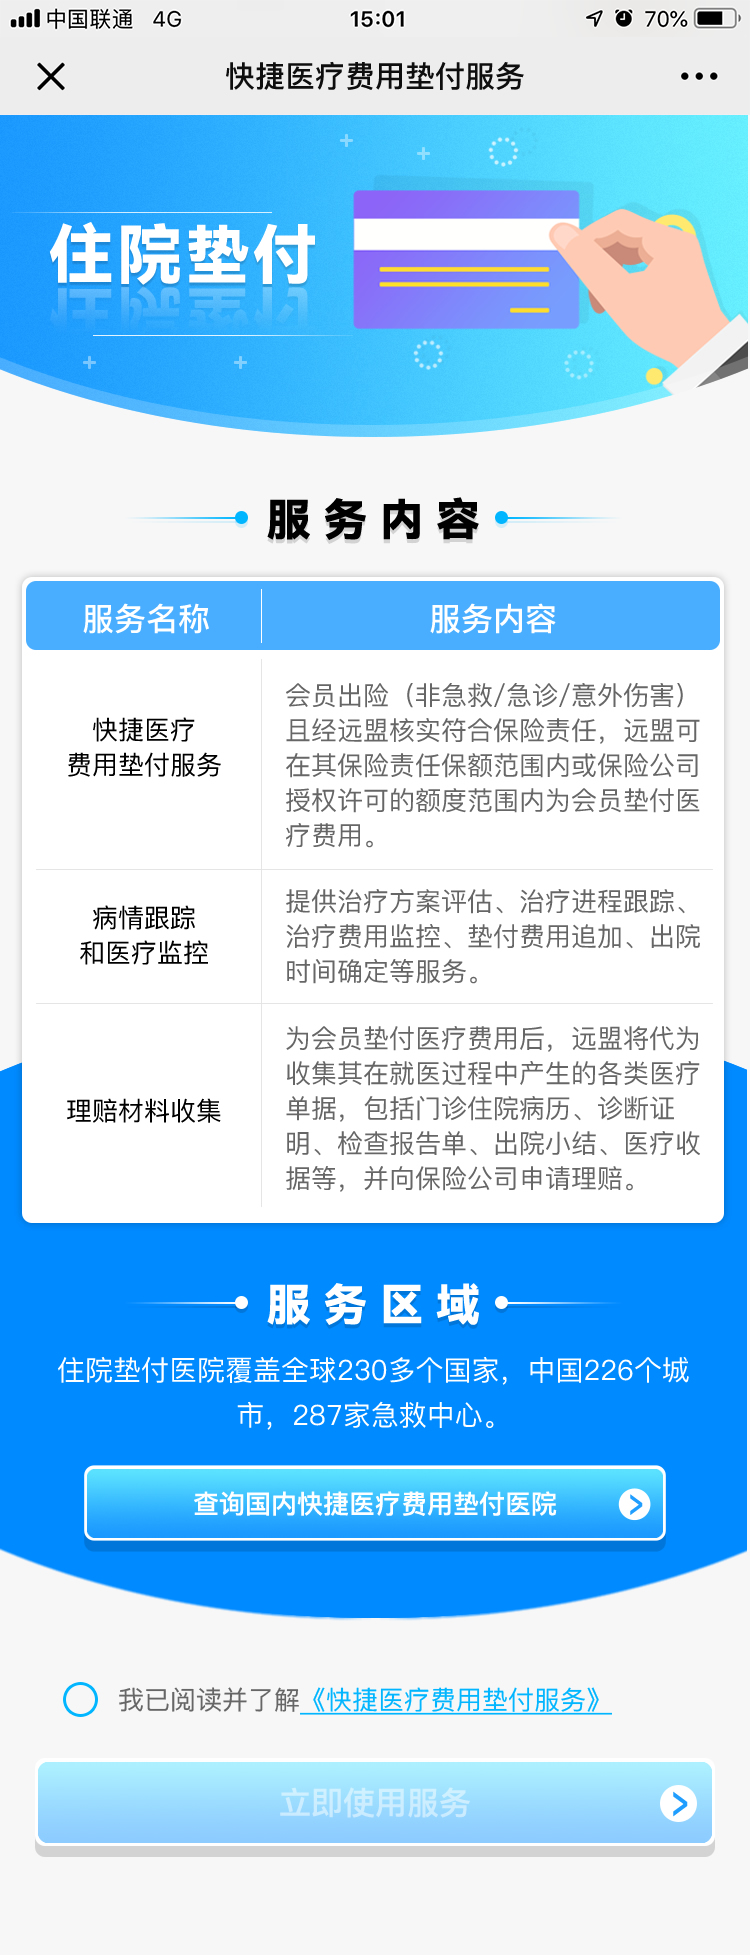 中国联通 4G 15:01 70%
快捷医疗费用垫付服务
住院垫付
服务内容
服务名称 服务内容
快捷医疗
费用垫付服务
会员出险（非急救/急诊/意外伤害）
且经远盟核实符合保险责任，远盟可
在其保险责任保额范围内或保险公司
授权许可的额度范围内为会员垫付医
疗费用。
病情跟踪
和医疗监控
提供治疗方案评估、治疗进程跟踪、
治疗费用监控、垫付费用追加、出院
时间确定等服务。
理赔材料收集
为会员垫付医疗费用后，远盟将代为
收集其在就医过程中产生的各类医疗
单据，包括门诊住院病历、诊断证
明、检查报告单、出院小结、医疗收
据等，并向保险公司申请理赔。
服务区域
住院垫付医院覆盖全球230多个国家，中国226个城
市，287家急救中心。
查询国内快捷医疗费用垫付医院
我已阅读并了解《快捷医疗费用垫付服务》
立即使用服务